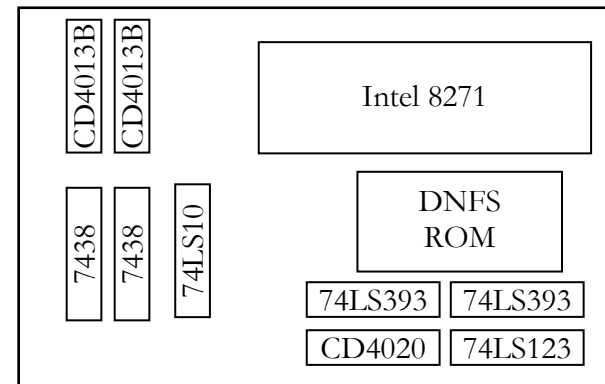 CD4013B
CD4013B
Intel 8271
7438
7438
74LS10
DNFS
ROM
74LS393
74LS393
CD4020
74LS123